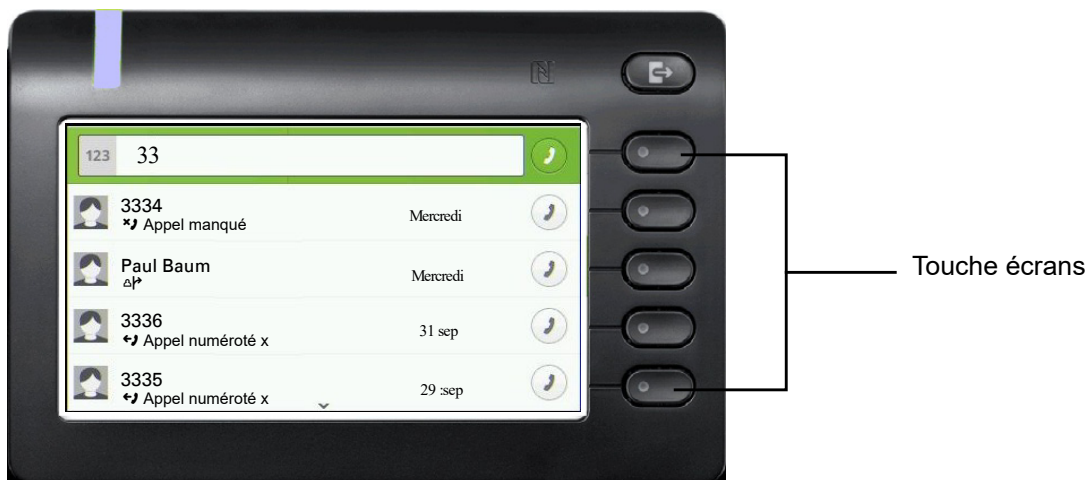 123 33
3334
Appel manqué
Mercredi
Paul Baum
Mercredi
3336
Appel numéroté x
31 sep
3335
Appel numéroté x
29 :sep
Touche écrans